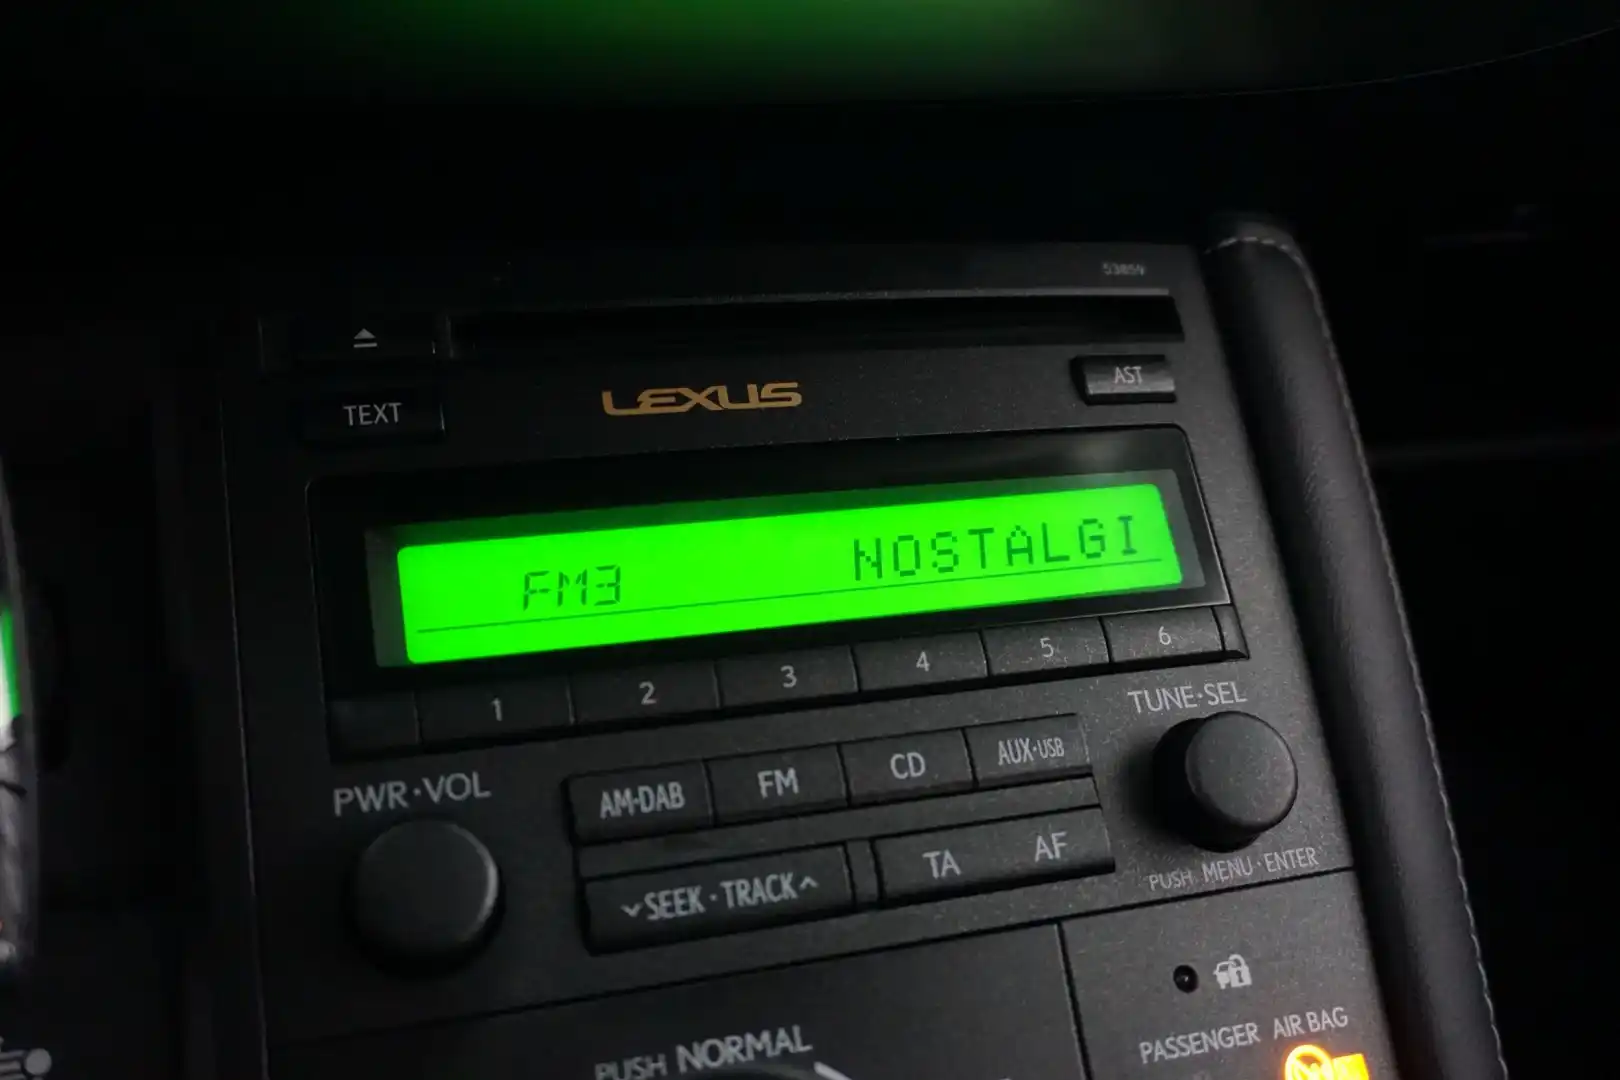 53859
AST
LEXUS
TEXT
FM3 NOSTALGI
1 2 3 4 5 6
TUNE·SEL
PWR·VOL
AM·DAB FM CD AUX·USB
SEEK·TRACK TA AF
PUSH MENU·ENTER
PASSENGER AIR BAG
PUSH NORMAL